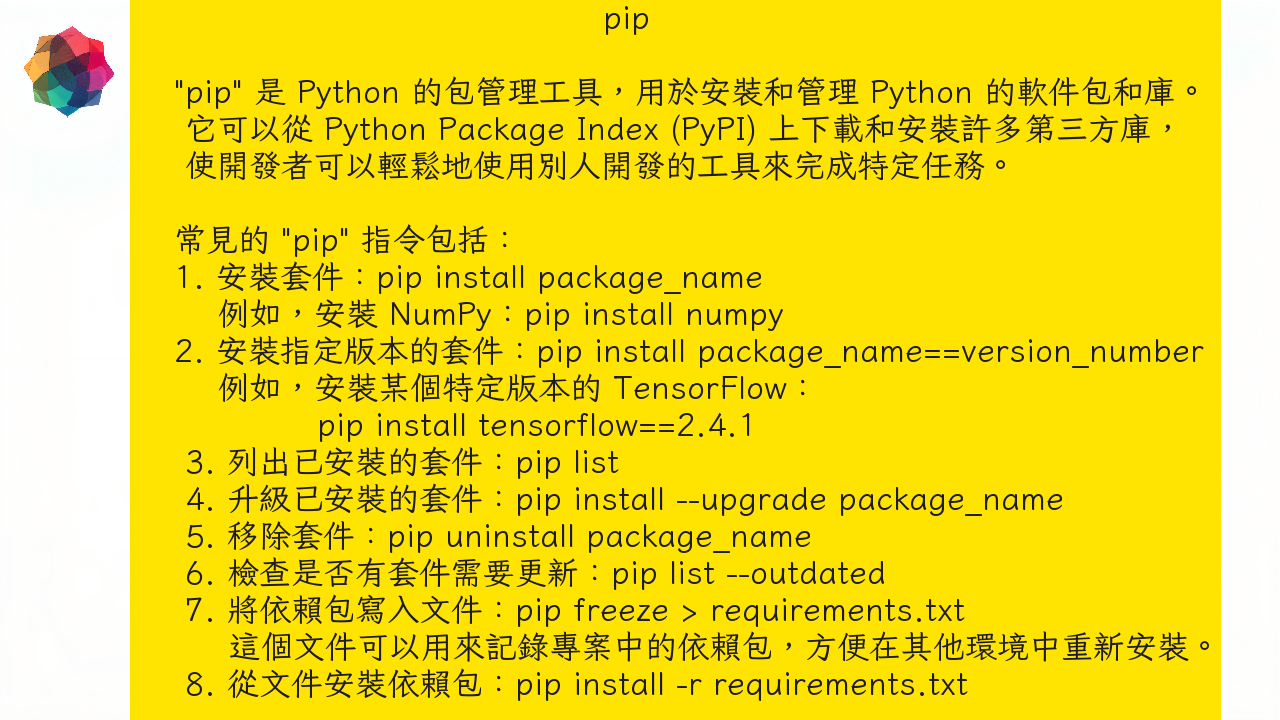 pip
"pip" 是 Python 的包管理工具，用於安裝和管理 Python 的軟件包和庫。
它可以從 Python Package Index (PyPI) 上下載和安裝許多第三方庫，
使開發者可以輕鬆地使用別人開發的工具來完成特定任務。
常見的 "pip" 指令包括：
1. 安裝套件：pip install package_name
例如，安裝 NumPy：pip install numpy
2. 安裝指定版本的套件：pip install package_name==version_number
例如，安裝某個特定版本的 TensorFlow：
pip install tensorflow==2.4.1
3. 列出已安裝的套件：pip list
4. 升級已安裝的套件：pip install --upgrade package_name
5. 移除套件：pip uninstall package_name
6. 檢查是否有套件需要更新：pip list --outdated
7. 將依賴包寫入文件：pip freeze > requirements.txt
這個文件可以用來記錄專案中的依賴包，方便在其他環境中重新安裝。
8. 從文件安裝依賴包：pip install -r requirements.txt